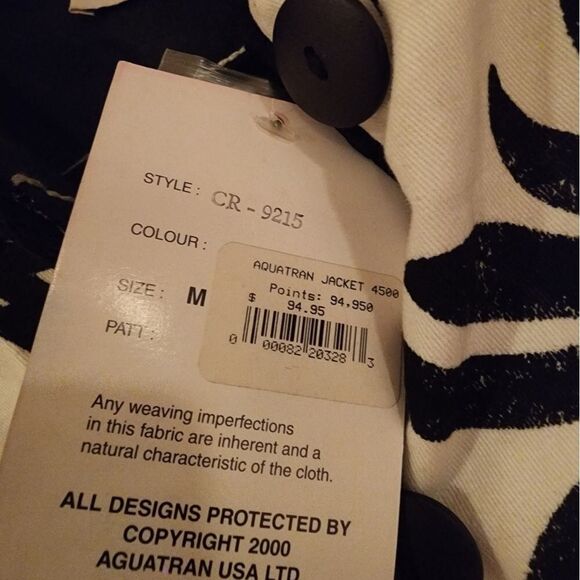 STYLE: CR-9215
COLOUR:
SIZE: M
PATT:
AQUATRAN JACKET 4500
Points: 94,950
$ 94.95
0 00082 20328 3
Any weaving imperfections
in this fabric are inherent and a
natural characteristic of the cloth.
ALL DESIGNS PROTECTED BY
COPYRIGHT 2000
AGUATRAN USA LTD